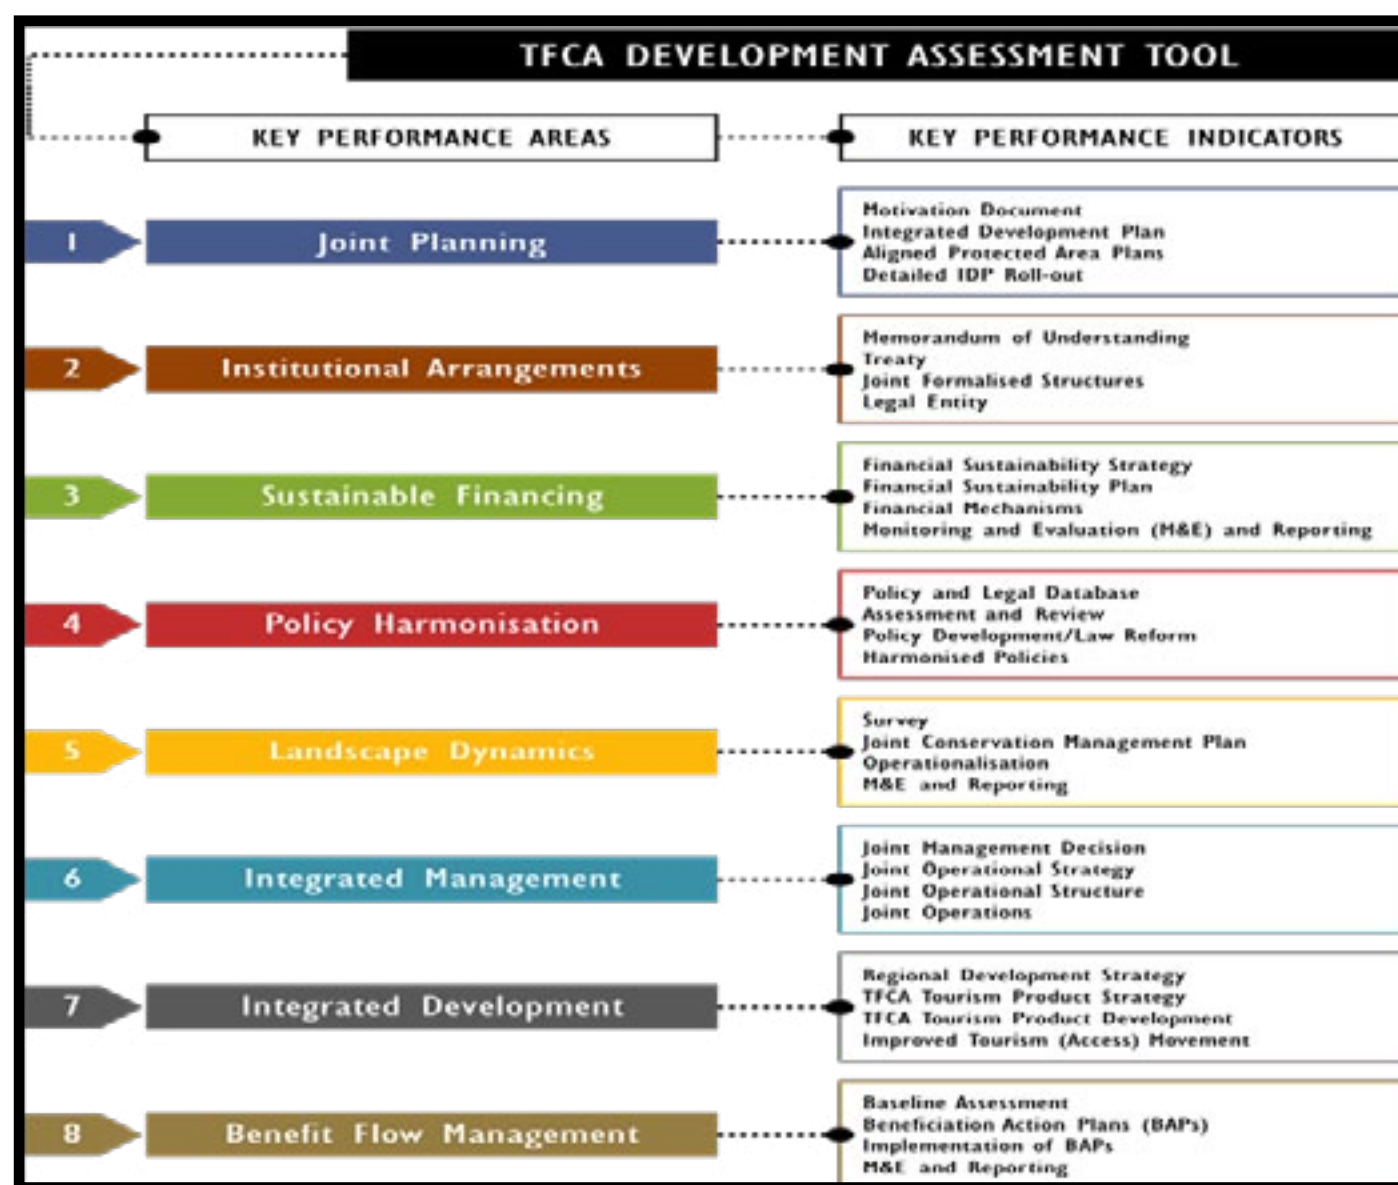 TFCA DEVELOPMENT ASSESSMENT TOOL
KEY PERFORMANCE AREAS
KEY PERFORMANCE INDICATORS
1
Joint Planning
Motivation Document
Integrated Development Plan
Aligned Protected Area Plans
Detailed IDP Roll-out
2
Institutional Arrangements
Memorandum of Understanding
Treaty
Joint Formalised Structures
Legal Entity
3
Sustainable Financing
Financial Sustainability Strategy
Financial Sustainability Plan
Financial Mechanisms
Monitoring and Evaluation (M&E) and Reporting
4
Policy Harmonisation
Policy and Legal Database
Assessment and Review
Policy Development/Law Reform
Harmonised Policies
5
Landscape Dynamics
Survey
Joint Conservation Management Plan
Operationalisation
M&E and Reporting
6
Integrated Management
Joint Management Decision
Joint Operational Strategy
Joint Operational Structure
Joint Operations
7
Integrated Development
Regional Development Strategy
TFCA Tourism Product Strategy
TFCA Tourism Product Development
Improved Tourism (Access) Movement
8
Benefit Flow Management
Baseline Assessment
Beneficiation Action Plans (BAPs)
Implementation of BAPs
M&E and Reporting